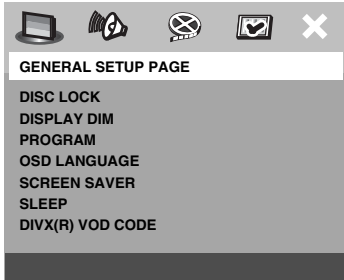 GENERAL SETUP PAGE
DISC LOCK
DISPLAY DIM
PROGRAM
OSD LANGUAGE
SCREEN SAVER
SLEEP
DIVX(R) VOD CODE